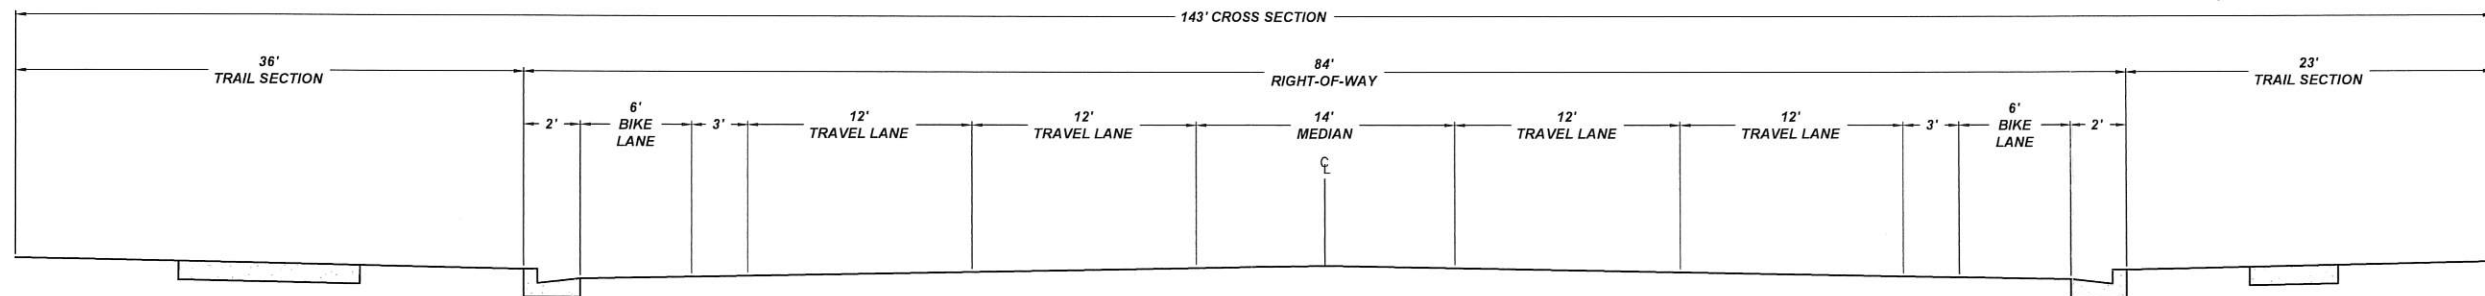 143' CROSS SECTION
36'
TRAIL SECTION
84'
RIGHT-OF-WAY
23'
TRAIL SECTION
2'
6'
BIKE
LANE
3'
12'
TRAVEL LANE
12'
TRAVEL LANE
14'
MEDIAN
12'
TRAVEL LANE
12'
TRAVEL LANE
3'
6'
BIKE
LANE
2'
℄